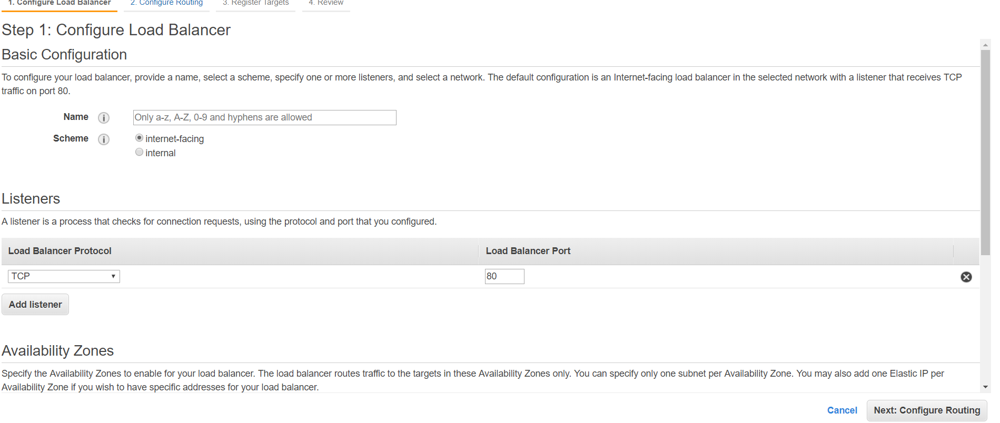 1. Configure Load Balancer
2. Configure Routing
3. Register Targets
4. Review
Step 1: Configure Load Balancer
Basic Configuration
To configure your load balancer, provide a name, select a scheme, specify one or more listeners, and select a network. The default configuration is an Internet-facing load balancer in the selected network with a listener that receives TCP
traffic on port 80.
Name
Only a-z, A-Z, 0-9 and hyphens are allowed
Scheme
internet-facing
internal
Listeners
A listener is a process that checks for connection requests, using the protocol and port that you configured.
Load Balancer Protocol
Load Balancer Port
TCP
80
Add listener
Availability Zones
Specify the Availability Zones to enable for your load balancer. The load balancer routes traffic to the targets in these Availability Zones only. You can specify only one subnet per Availability Zone. You may also add one Elastic IP per
Availability Zone if you wish to have specific addresses for your load balancer.
Cancel
Next: Configure Routing